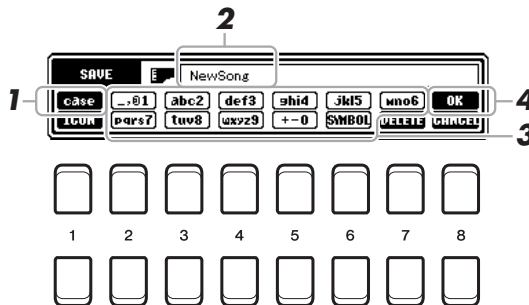 2
SAVE NewSong
1 case _,@1 abc2 def3 ghi4 jkl5 mno6 OK 4
ICON pqrs7 tuv8 wxyz9 +-0 SYMBOL DELETE CANCEL
3
1 2 3 4 5 6 7 8